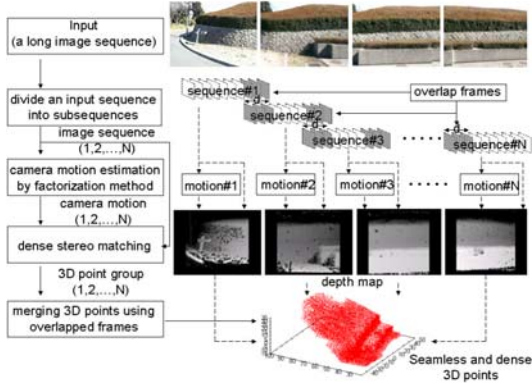 Input
(a long image sequence)
divide an input sequence
into subsequences
image sequence
(1,2,...,N)
camera motion estimation
by factorization method
camera motion
(1,2,...,N)
dense stereo matching
3D point group
(1,2,...,N)
merging 3D points using
overlapped frames
sequence#1
d
sequence#2
d
sequence#3
d
sequence#N
overlap frames
motion#1
motion#2
motion#3
motion#N
depth map
Seamless and dense
3D points